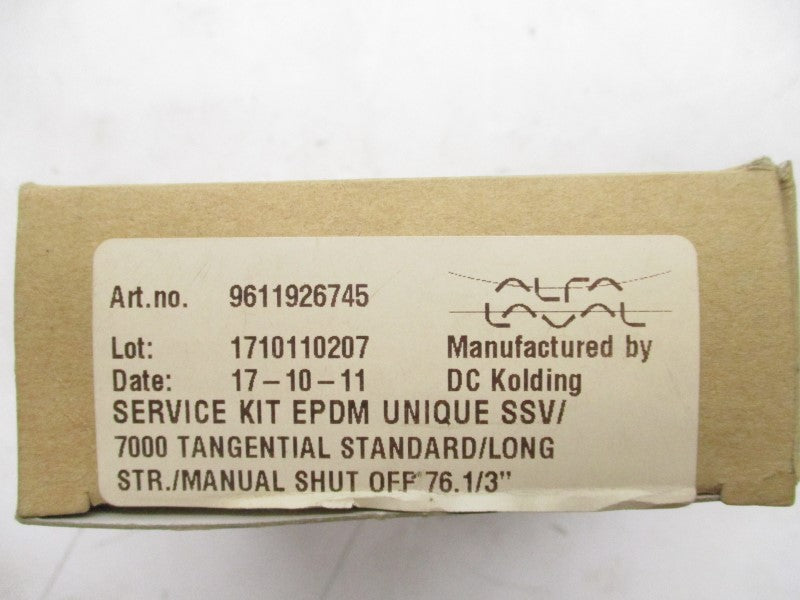 Art.no. 9611926745
ALFA
LAVAL
Lot: 1710110207 Manufactured by
Date: 17-10-11 DC Kolding
SERVICE KIT EPDM UNIQUE SSV/
7000 TANGENTIAL STANDARD/LONG
STR./MANUAL SHUT OFF 76.1/3"